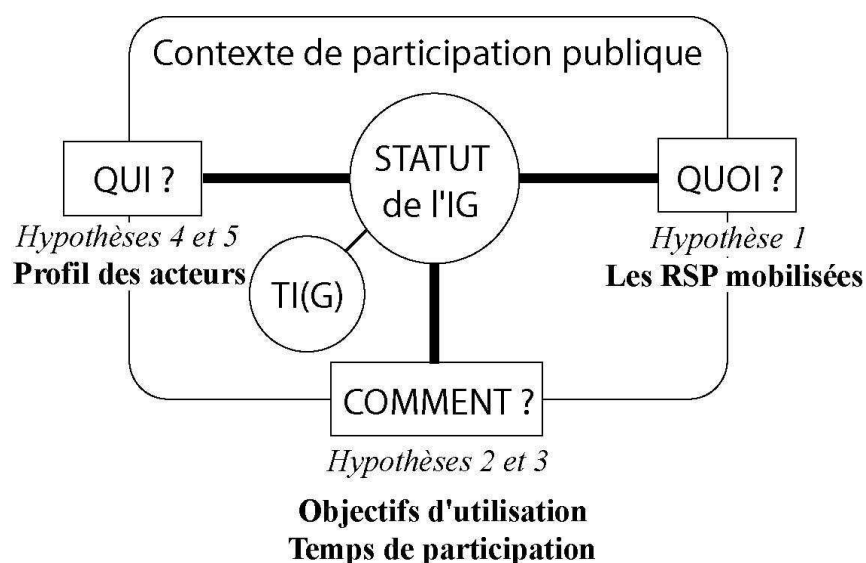 Contexte de participation publique
STATUT
de l'IG
QUI ?
Hypothèses 4 et 5
Profil des acteurs
TI(G)
QUOI ?
Hypothèse 1
Les RSP mobilisées
COMMENT ?
Hypothèses 2 et 3
Objectifs d'utilisation
Temps de participation